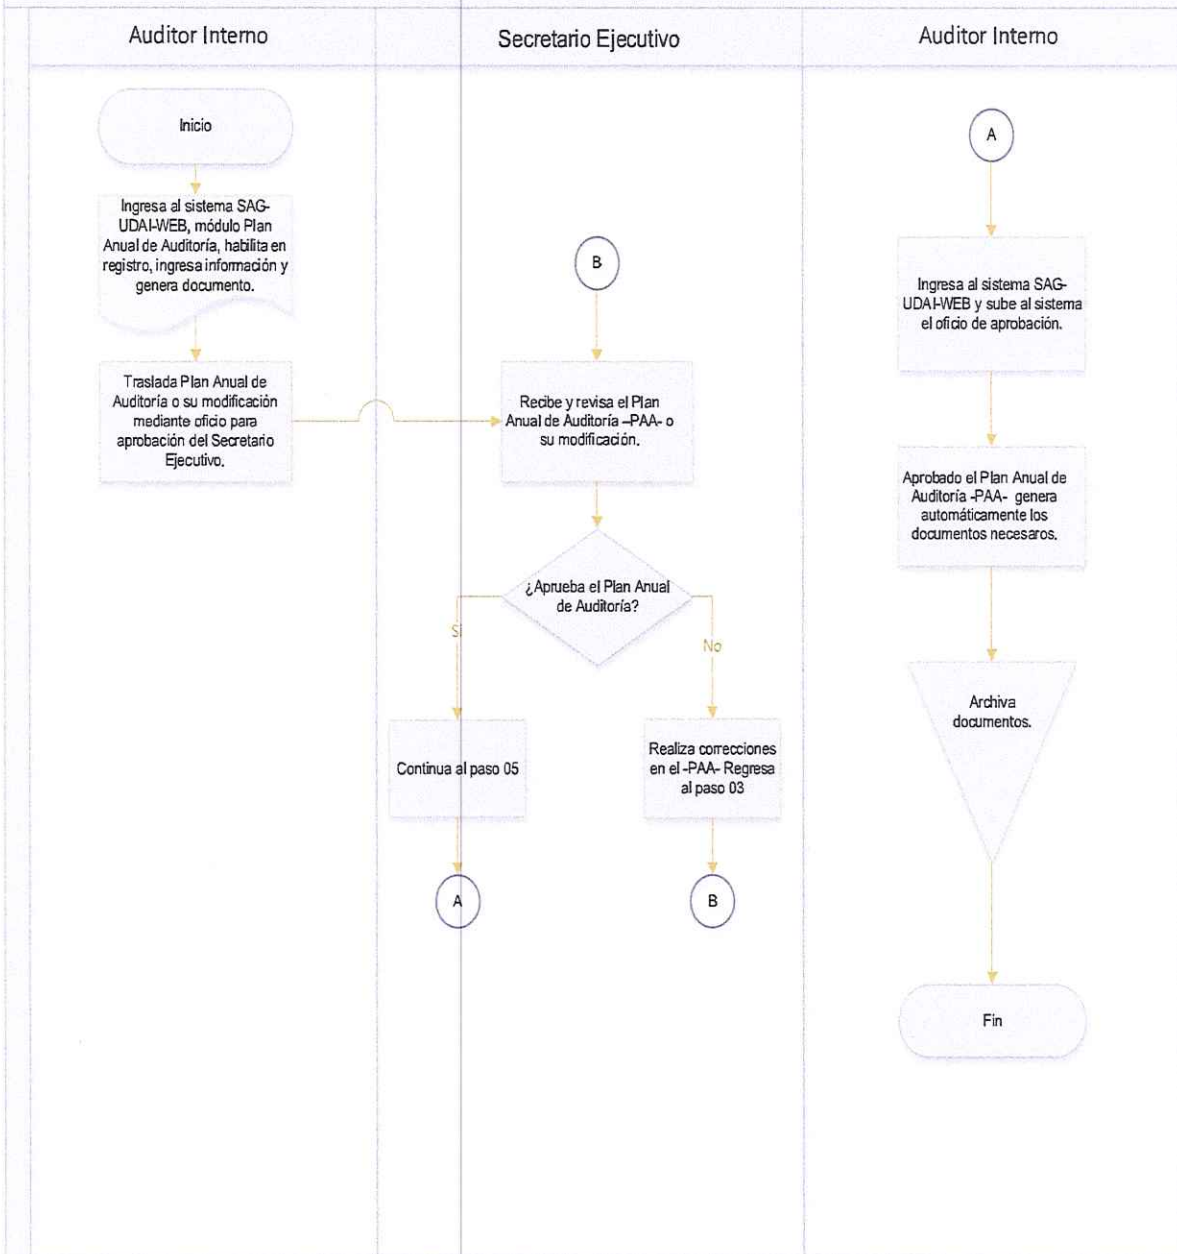 Auditor Interno
Secretario Ejecutivo
Auditor Interno
Inicio
Ingresa al sistema SAG-
UDAI-WEB, módulo Plan
Anual de Auditoría, habilita en
registro, ingresa información y
genera documento.
Traslada Plan Anual de
Auditoría o su modificación
mediante oficio para
aprobación del Secretario
Ejecutivo.
B
Recibe y revisa el Plan
Anual de Auditoría –PAA- o
su modificación.
¿Aprueba el Plan Anual
de Auditoría?
Si
No
Continua al paso 05
Realiza correcciones
en el -PAA- Regresa
al paso 03
A
B
A
Ingresa al sistema SAG-
UDAI-WEB y sube al sistema
el oficio de aprobación.
Aprobado el Plan Anual de
Auditoría -PAA- genera
automáticamente los
documentos necesaros.
Archiva
documentos.
Fin